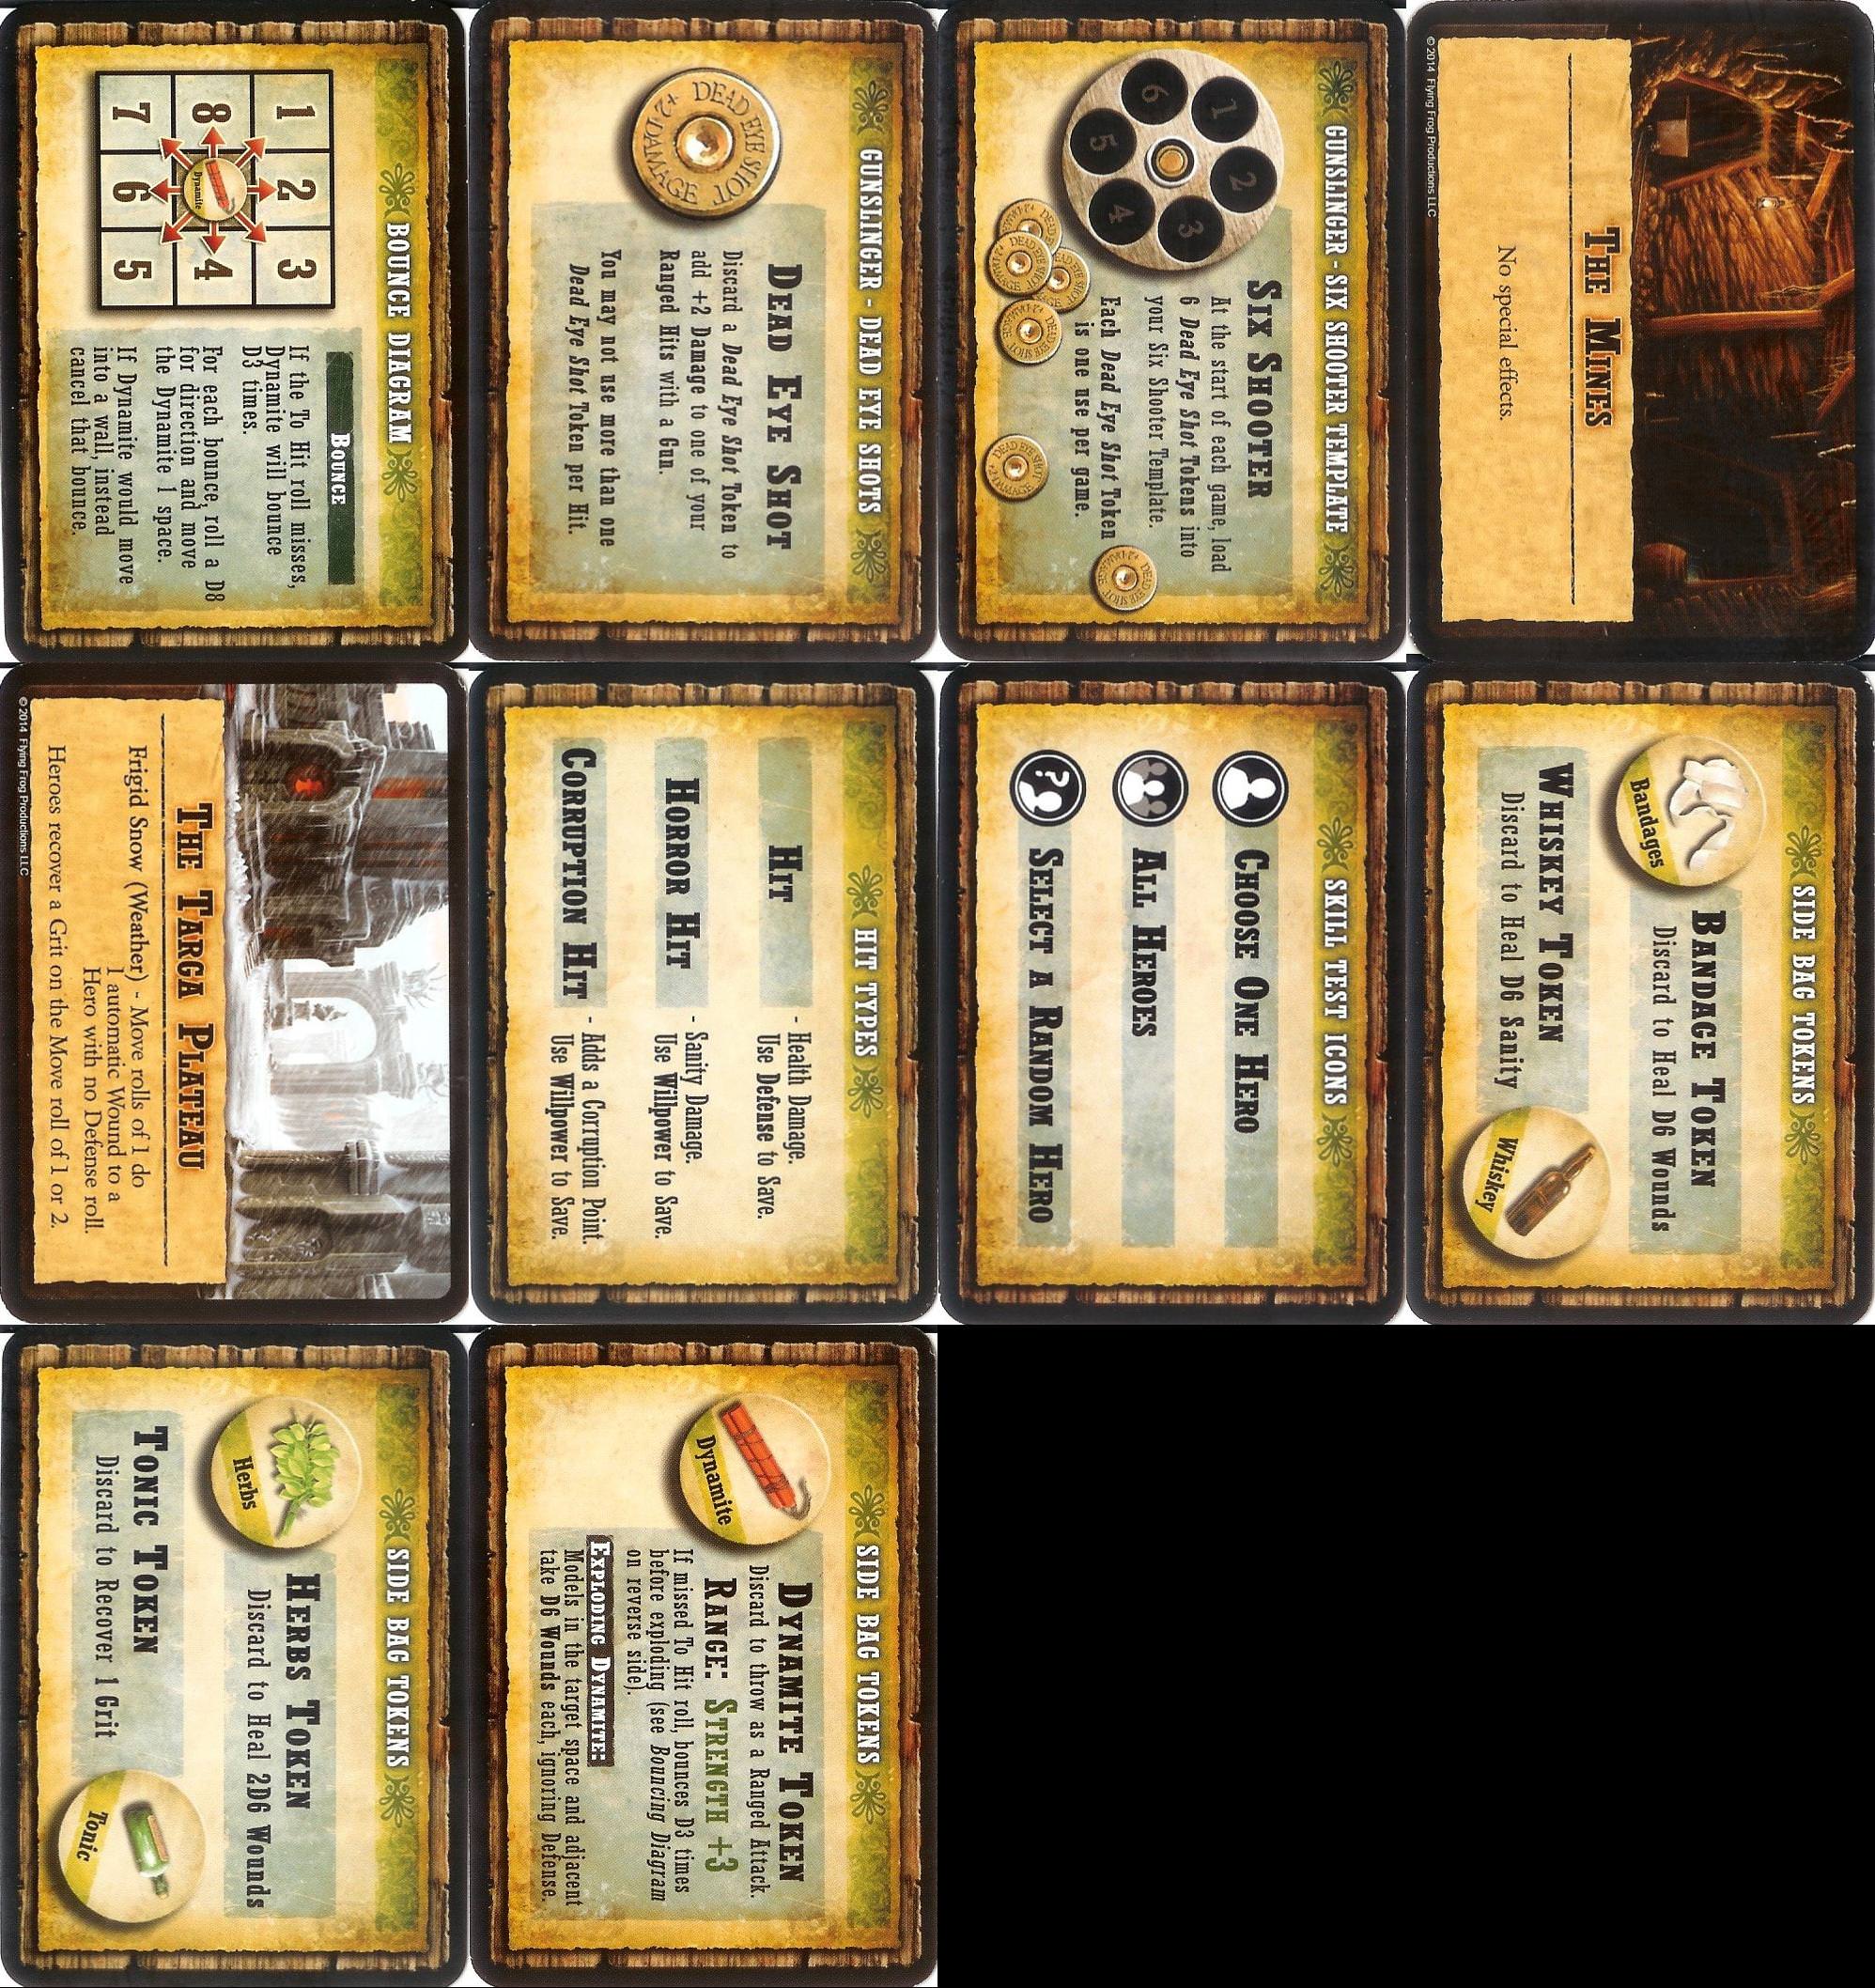 BOUNCE DIAGRAM
1 2 3
8 4
7 6 5
Dynamite
BOUNCE
If the To Hit roll misses,
Dynamite will bounce
D3 times.
For each bounce, roll a D8
for direction and move
the Dynamite 1 space.
If Dynamite would move
into a wall, instead
cancel that bounce.
GUNSLINGER - DEAD EYE SHOTS
DEAD EYE SHOT
+2 DAMAGE
DEAD EYE SHOT
Discard a Dead Eye Shot Token to
add +2 Damage to one of your
Ranged Hits with a Gun.
You may not use more than one
Dead Eye Shot Token per Hit.
GUNSLINGER - SIX SHOOTER TEMPLATE
1
2
3
4
5
6
SIX SHOOTER
At the start of each game, load
6 Dead Eye Shot Tokens into
your Six Shooter Template.
Each Dead Eye Shot Token
is one use per game.
DEAD EYE SHOT
+2 DAMAGE
THE MINES
No special effects.
© 2014 Flying Frog Productions LLC
THE TARGA PLATEAU
Frigid Snow (Weather) - Move rolls of 1 do
1 automatic Wound to a
Hero with no Defense roll.
Heroes recover a Grit on the Move roll of 1 or 2.
© 2014 Flying Frog Productions LLC
HIT TYPES
HIT - Health Damage.
Use Defense to Save.
HORROR HIT - Sanity Damage.
Use Willpower to Save.
CORRUPTION HIT - Adds a Corruption Point.
Use Willpower to Save.
SKILL TEST ICONS
CHOOSE ONE HERO
ALL HEROES
?
SELECT A RANDOM HERO
SIDE BAG TOKENS
Bandages
BANDAGE TOKEN
Discard to Heal D6 Wounds
WHISKEY TOKEN
Discard to Heal D6 Sanity
Whiskey
SIDE BAG TOKENS
Herbs
HERBS TOKEN
Discard to Heal 2D6 Wounds
TONIC TOKEN
Discard to Recover 1 Grit
Tonic
SIDE BAG TOKENS
Dynamite
DYNAMITE TOKEN
Discard to throw as a Ranged Attack.
RANGE: STRENGTH +3
If missed To Hit roll, bounces D3 times
before exploding (see Bouncing Diagram
on reverse side).
EXPLODING DYNAMITE:
Models in the target space and adjacent
take D6 Wounds each, ignoring Defense.